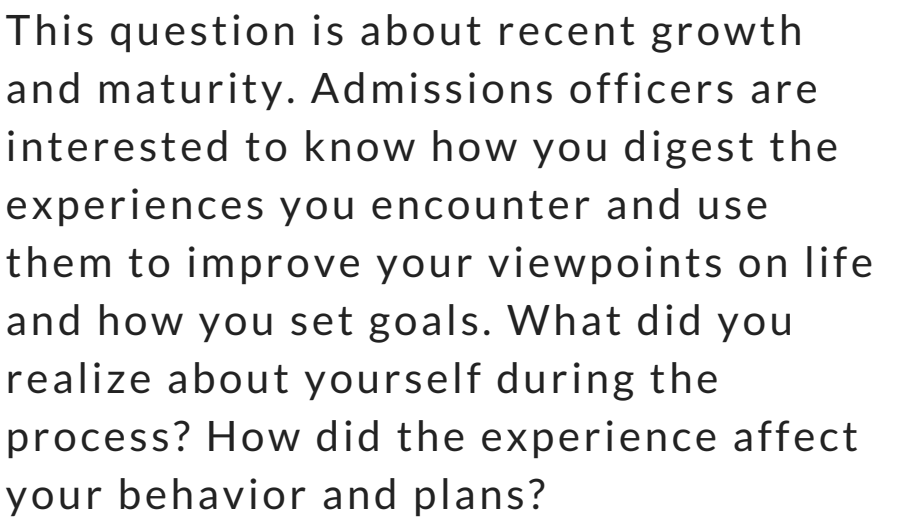 This question is about recent growth
and maturity. Admissions officers are
interested to know how you digest the
experiences you encounter and use
them to improve your viewpoints on life
and how you set goals. What did you
realize about yourself during the
process? How did the experience affect
your behavior and plans?